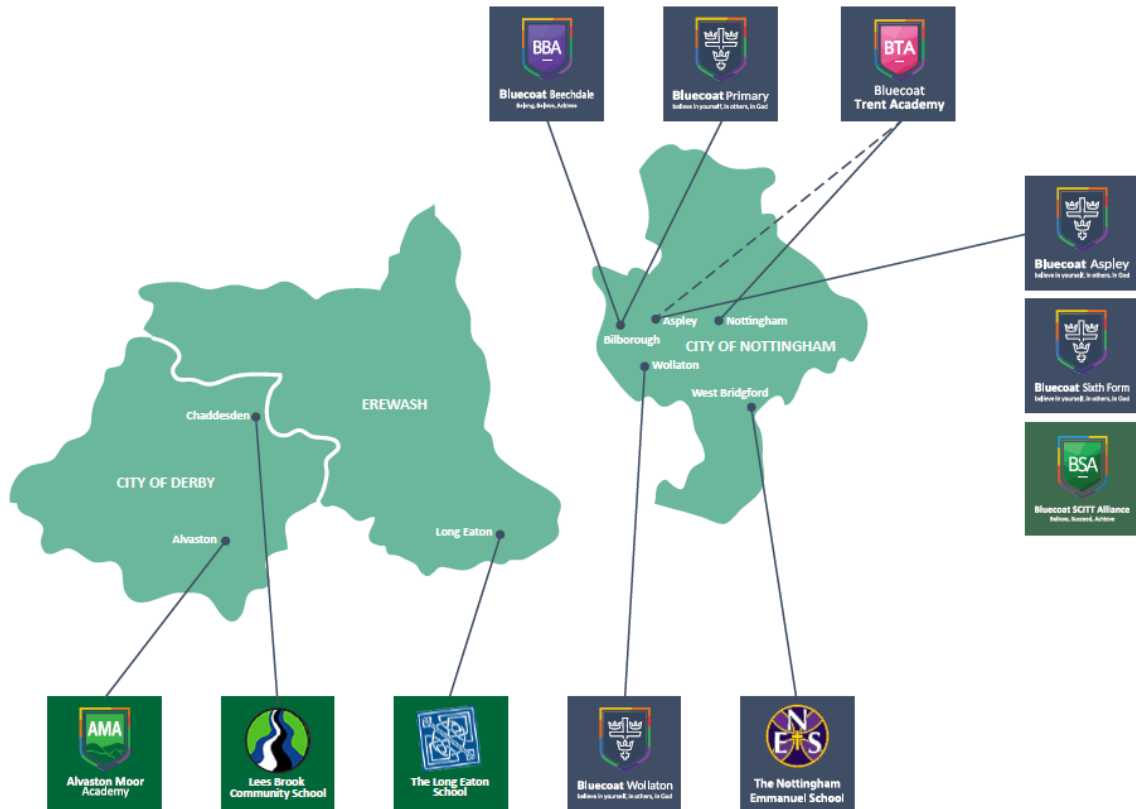 BBA
Bluecoat Beechdale
Belong, Believe, Achieve
Bluecoat Primary
believe in yourself, in others, in God
BTA
Bluecoat
Trent Academy
Bluecoat Aspley
believe in yourself, in others, in God
Bluecoat Sixth Form
believe in yourself, in others, in God
BSA
Bluecoat SCITT Alliance
Believe, Succeed, Achieve
Aspley
Nottingham
Bilborough
CITY OF NOTTINGHAM
Wollaton
West Bridgford
EREWASH
Chaddesden
CITY OF DERBY
Long Eaton
Alvaston
AMA
Alvaston Moor
Academy
Lees Brook
Community School
The Long Eaton
School
Bluecoat Wollaton
believe in yourself, in others, in God
N
E S
The Nottingham
Emmanuel School